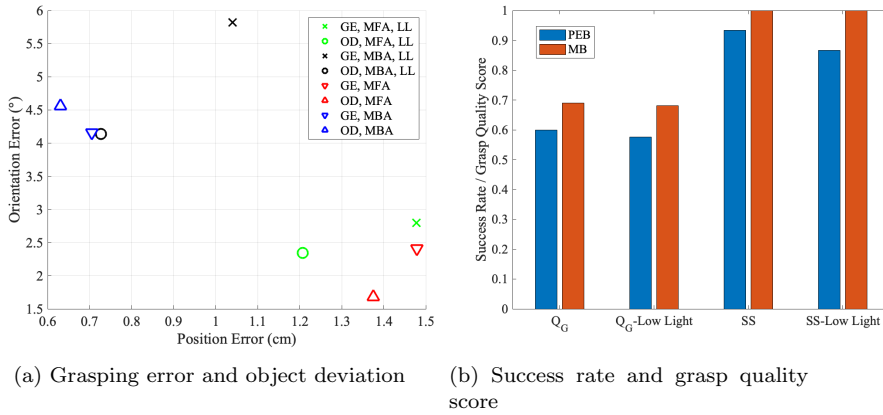 6
5.5
5
4.5
4
3.5
3
2.5
2
1.5
Orientation Error (°)
0.6 0.7 0.8 0.9 1 1.1 1.2 1.3 1.4 1.5
Position Error (cm)
GE, MFA, LL
OD, MFA, LL
GE, MBA, LL
OD, MBA, LL
GE, MFA
OD, MFA
GE, MBA
OD, MBA
(a) Grasping error and object deviation
1
0.9
0.8
0.7
0.6
0.5
0.4
0.3
0.2
0.1
0
Success Rate / Grasp Quality Score
PEB
MB
Q_G Q_G-Low Light SS SS-Low Light
(b) Success rate and grasp quality
score